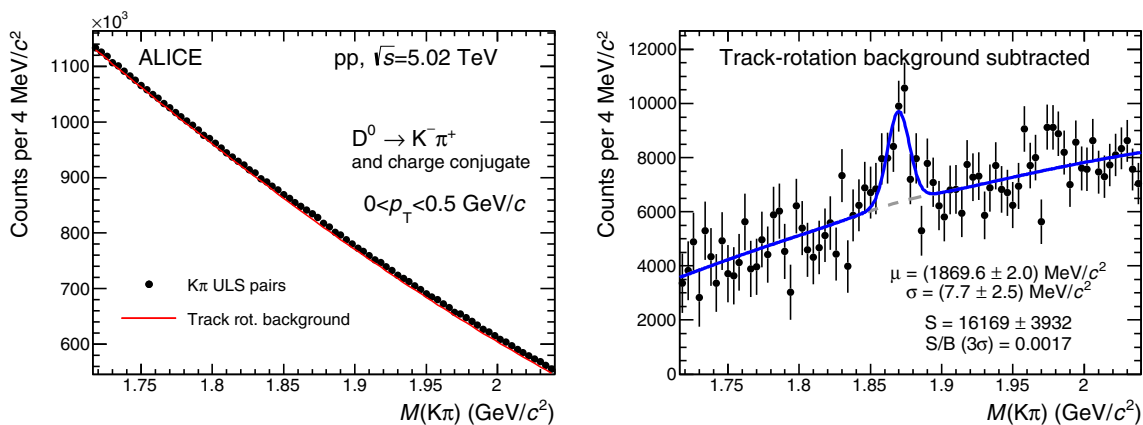 ×10³
ALICE
pp, √s=5.02 TeV
D⁰ → K⁻π⁺
and charge conjugate
0<p_T<0.5 GeV/c
Kπ ULS pairs
Track rot. background
Counts per 4 MeV/c²
1100
1000
900
800
700
600
1.75 1.8 1.85 1.9 1.95 2
M(Kπ) (GeV/c²)
Track-rotation background subtracted
Counts per 4 MeV/c²
12000
10000
8000
6000
4000
2000
0
μ = (1869.6 ± 2.0) MeV/c²
σ = (7.7 ± 2.5) MeV/c²
S = 16169 ± 3932
S/B (3σ) = 0.0017
1.75 1.8 1.85 1.9 1.95 2
M(Kπ) (GeV/c²)